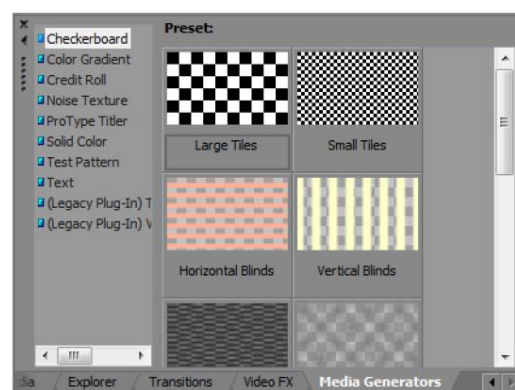 Checkerboard
Color Gradient
Credit Roll
Noise Texture
ProType Titler
Solid Color
Test Pattern
Text
(Legacy Plug-In) T
(Legacy Plug-In)
Preset:
Large Tiles
Small Tiles
Horizontal Blinds
Vertical Blinds
dia
Explorer
Transitions
Video FX
Media Generators